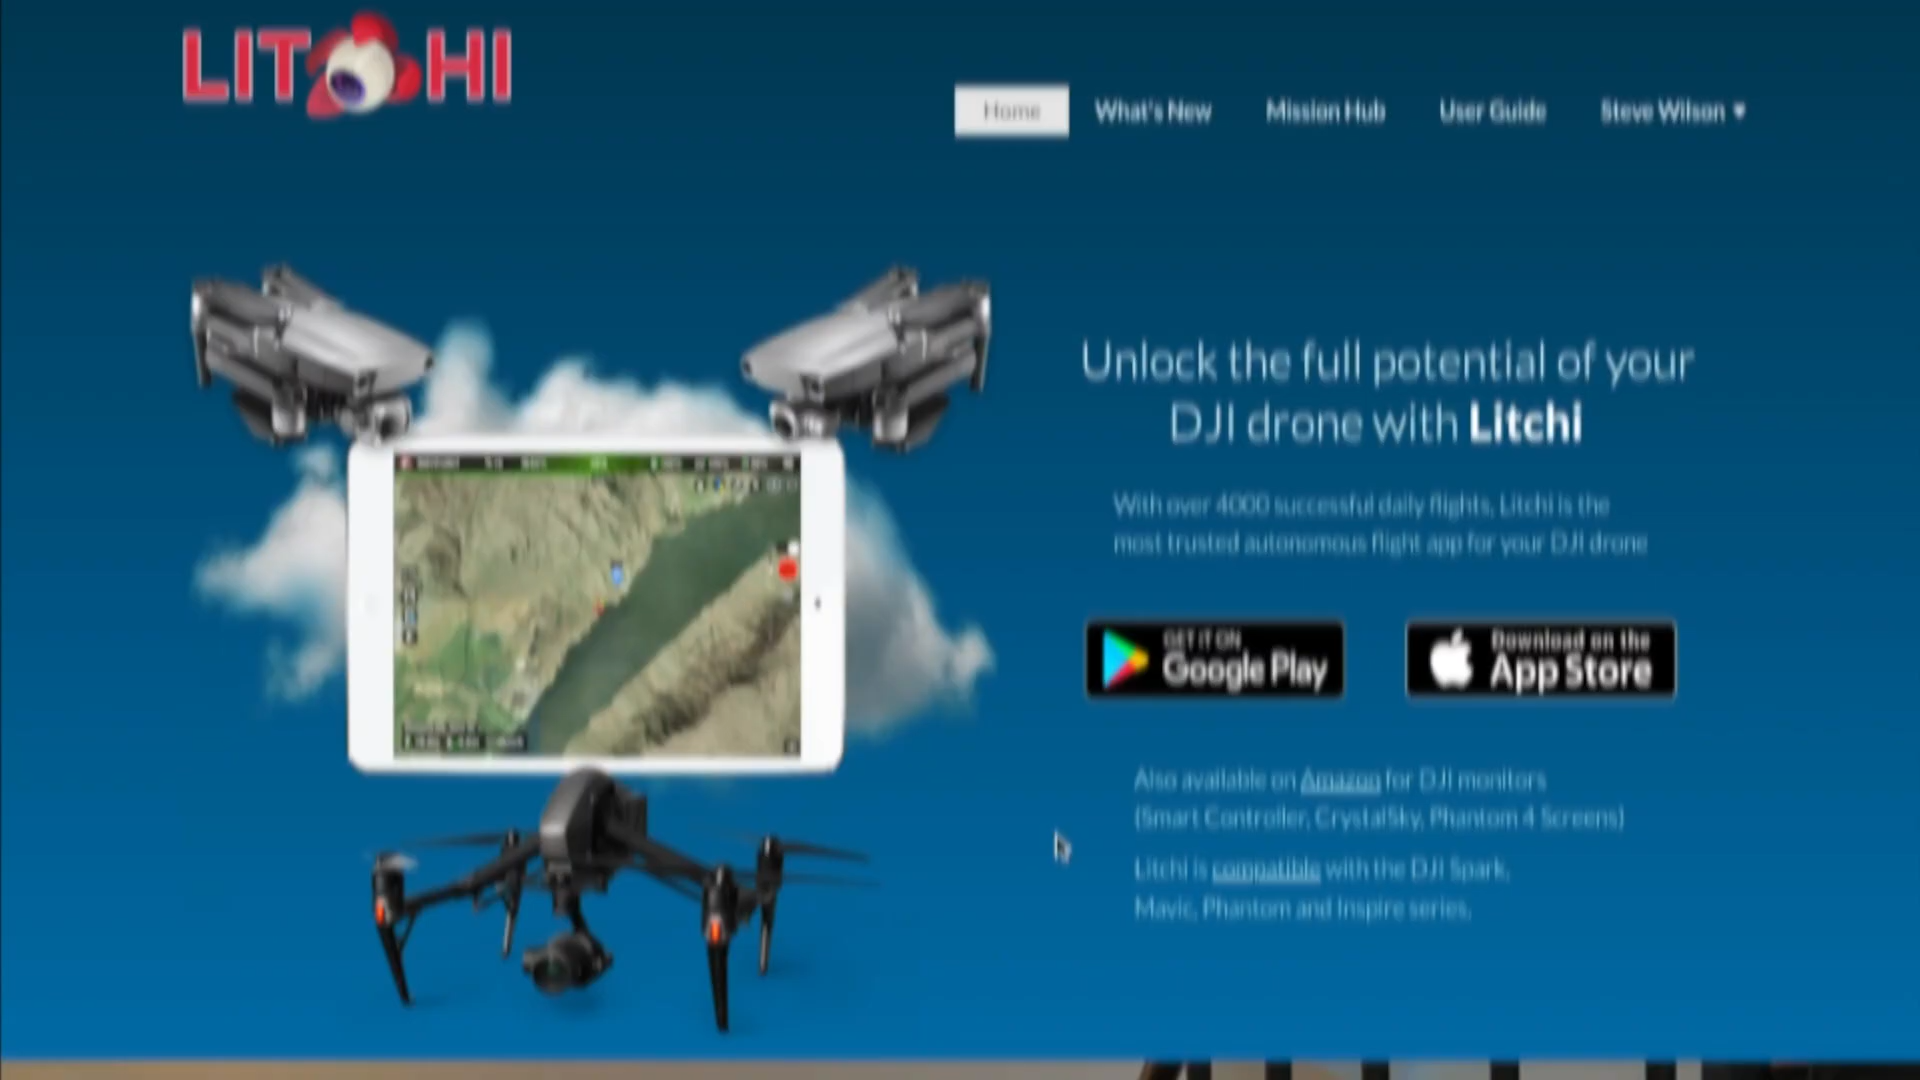 LITCHI
Home
What's New
Mission Hub
User Guide
Steve Wilson
Unlock the full potential of your
DJI drone with Litchi
With over 4000 successful daily flights, Litchi is the
most trusted autonomous flight app for your DJI drone
GET IT ON
Google Play
Download on the
App Store
Also available on Amazon for DJI monitors
(Smart Controller, CrystalSky, Phantom 4 Screens)
Litchi is compatible with the DJI Spark,
Mavic, Phantom and Inspire series.